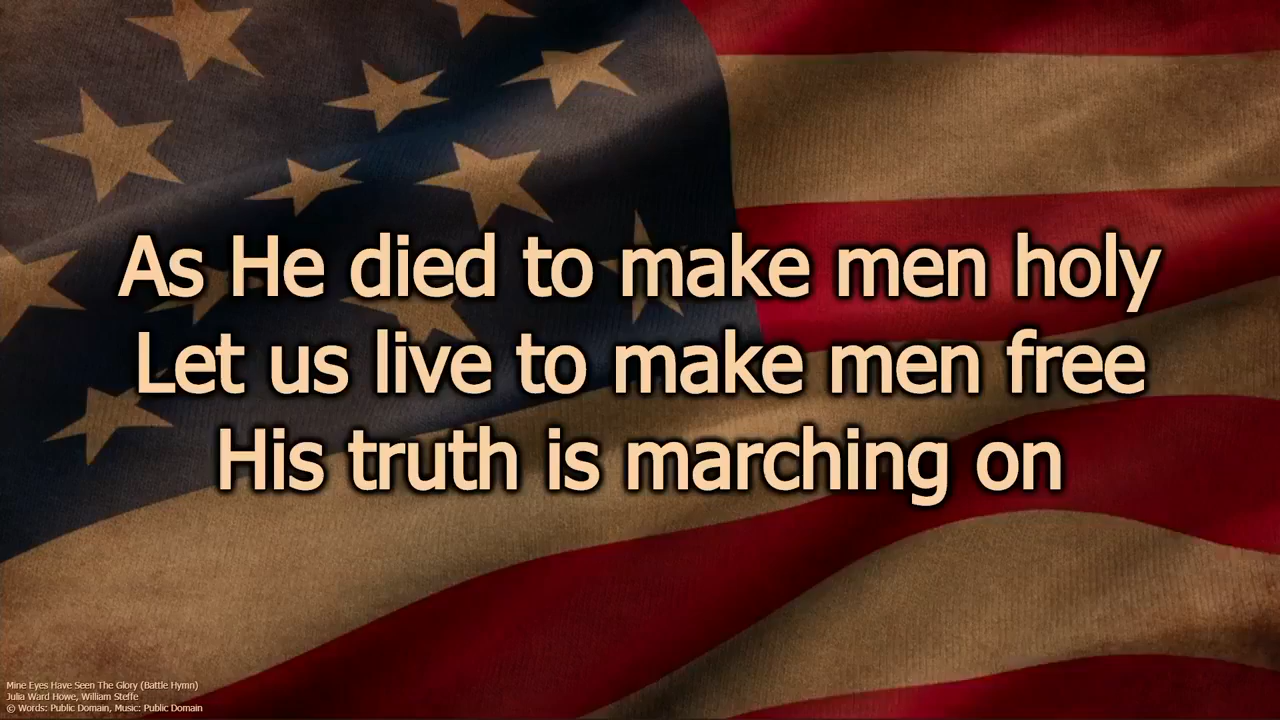 As He died to make men holy
Let us live to make men free
His truth is marching on
Mine Eyes Have Seen The Glory (Battle Hymn)
Julia Ward Howe, William Steffe
© Words: Public Domain, Music: Public Domain